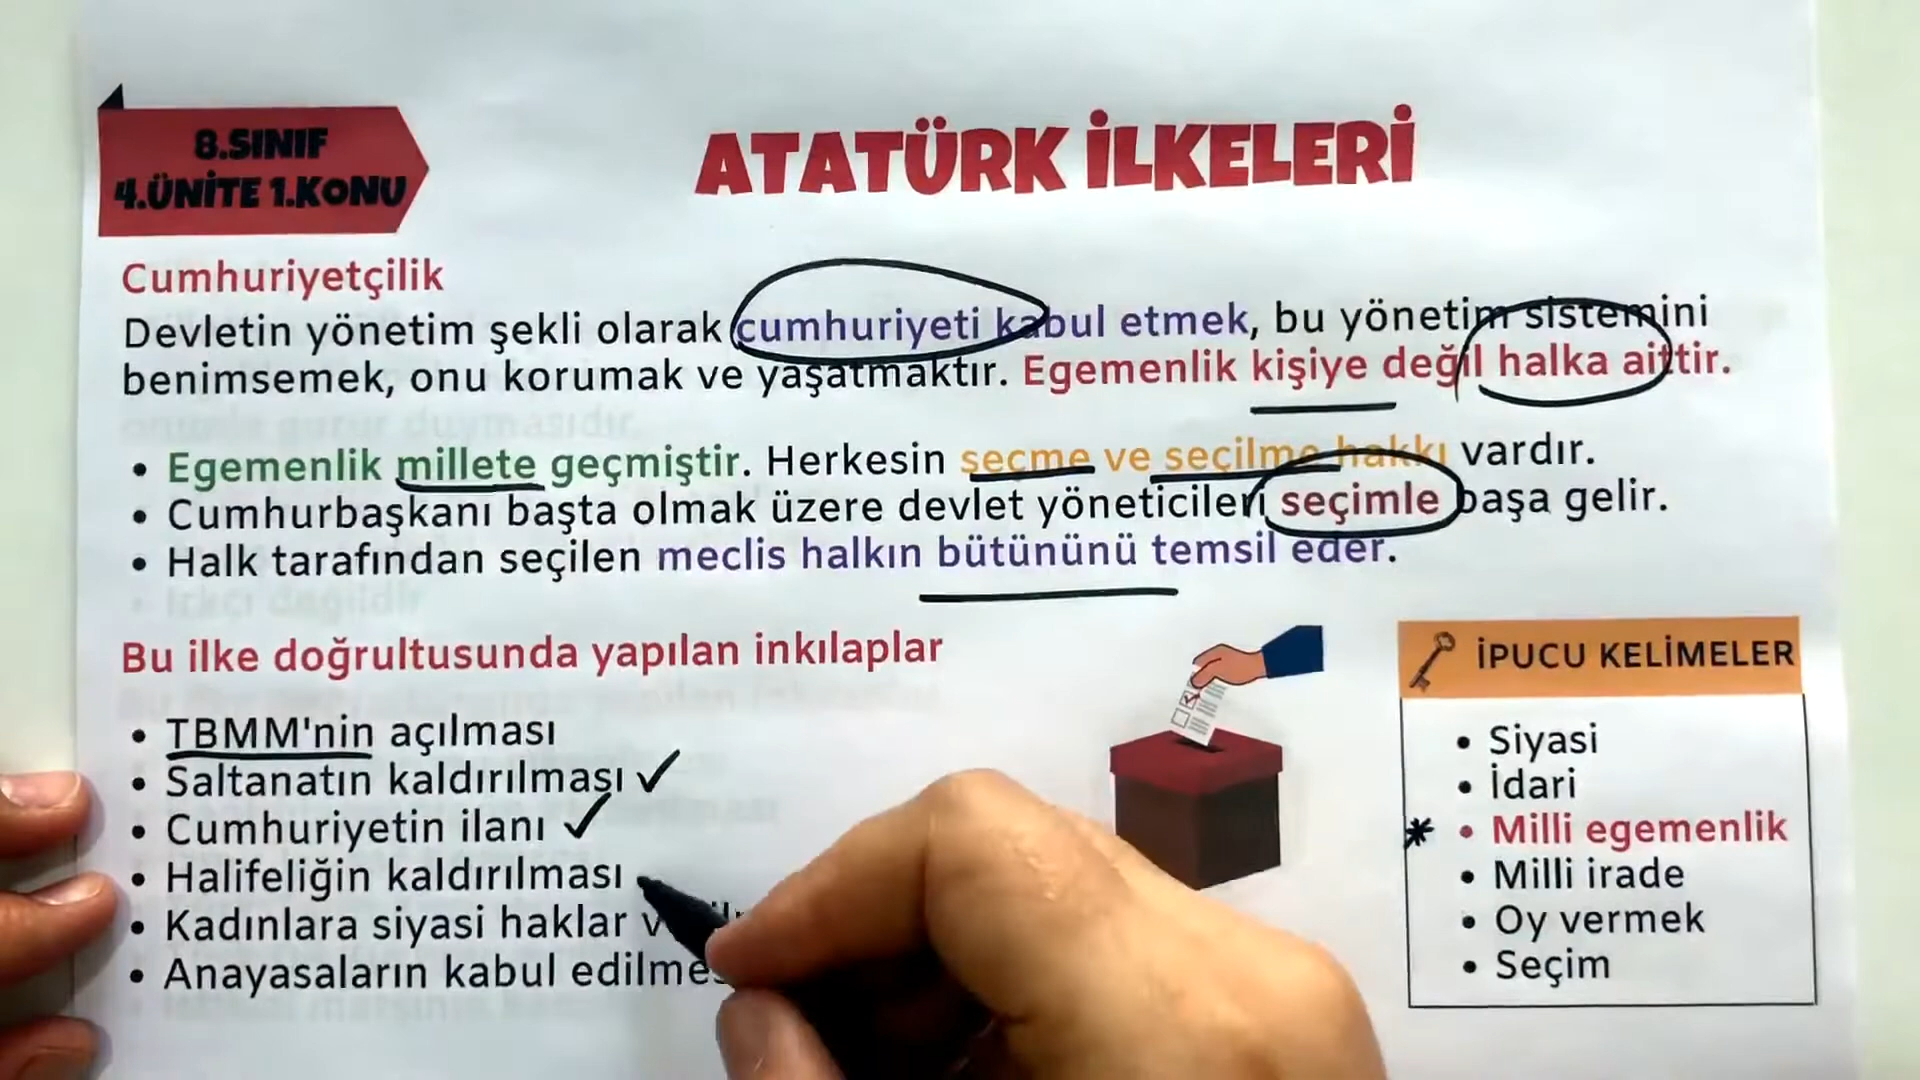 8.SINIF
4.ÜNİTE 1.KONU
ATATÜRK İLKELERİ
Cumhuriyetçilik
Devletin yönetim şekli olarak cumhuriyeti kabul etmek, bu yönetim sistemini
benimsemek, onu korumak ve yaşatmaktır. Egemenlik kişiye değil halka aittir.
• Egemenlik millete geçmiştir. Herkesin seçme ve seçilme hakkı vardır.
• Cumhurbaşkanı başta olmak üzere devlet yöneticileri seçimle başa gelir.
• Halk tarafından seçilen meclis halkın bütününü temsil eder.
Bu ilke doğrultusunda yapılan inkılaplar
• TBMM'nin açılması
• Saltanatın kaldırılması ✓
• Cumhuriyetin ilanı ✓
• Halifeliğin kaldırılması
• Kadınlara siyasi haklar
• Anayasaların kabul
İPUCU KELİMELER
• Siyasi
• İdari
* • Milli egemenlik
• Milli irade
• Oy vermek
• Seçim